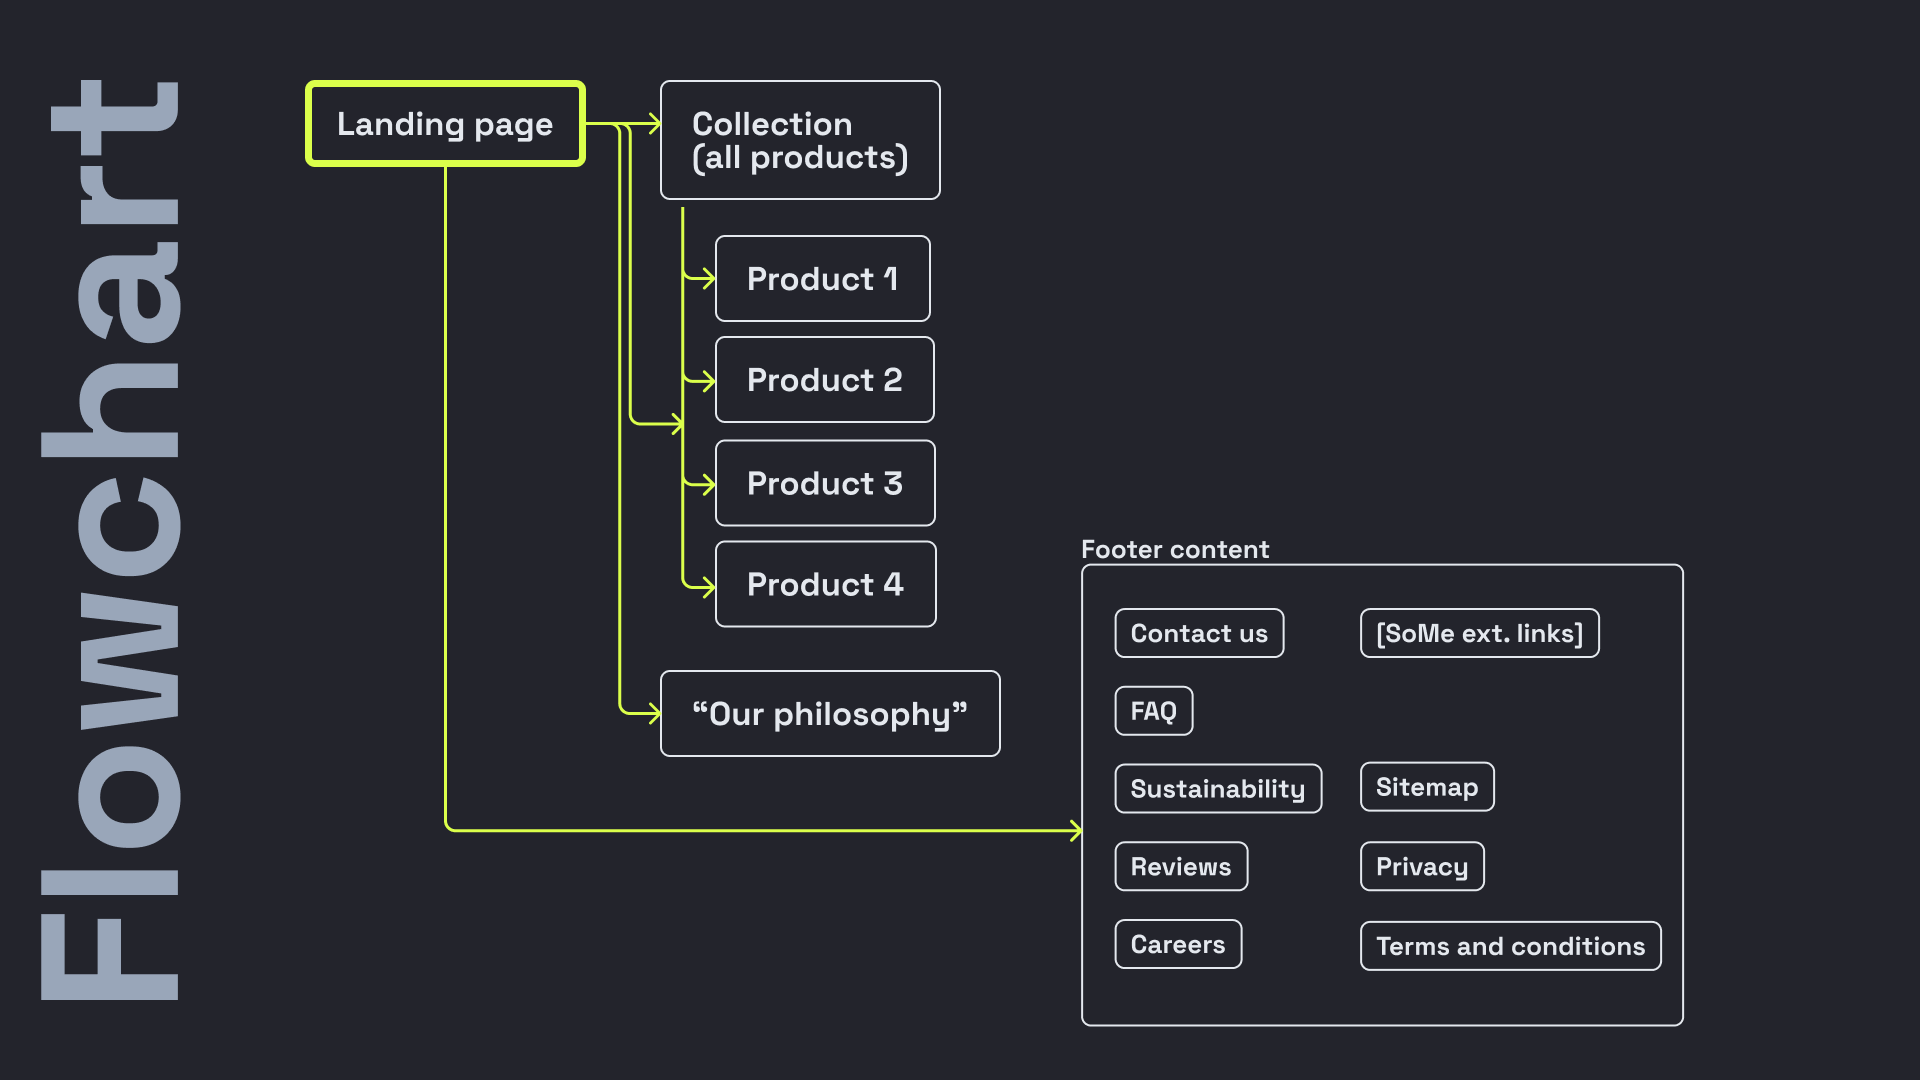 Flowchart
Landing page
Collection
(all products)
Product 1
Product 2
Product 3
Product 4
“Our philosophy”
Footer content
Contact us
[SoMe ext. links]
FAQ
Sustainability
Sitemap
Reviews
Privacy
Careers
Terms and conditions